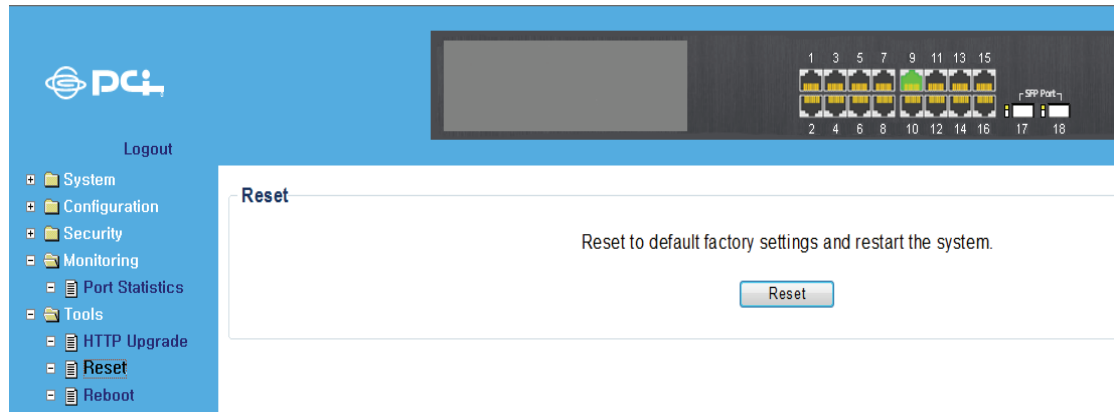 1 3 5 7 9 11 13 15
SFP Port
2 4 6 8 10 12 14 16 17 18
PCi
Logout
System
Configuration
Security
Monitoring
Port Statistics
Tools
HTTP Upgrade
Reset
Reboot
Reset
Reset to default factory settings and restart the system.
Reset